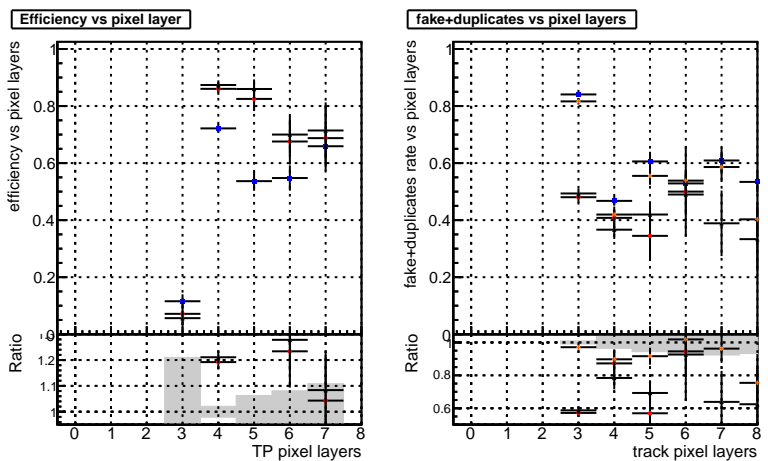 Efficiency vs pixel layer
efficiency vs pixel layers
0
0.2
0.4
0.6
0.8
1
Ratio
1
1.1
1.2
0 1 2 3 4 5 6 7 8
TP pixel layers
fake+duplicates vs pixel layers
fake+duplicates rate vs pixel layers
0
0.2
0.4
0.6
0.8
1
Ratio
0.6
0.8
0 1 2 3 4 5 6 7 8
track pixel layers